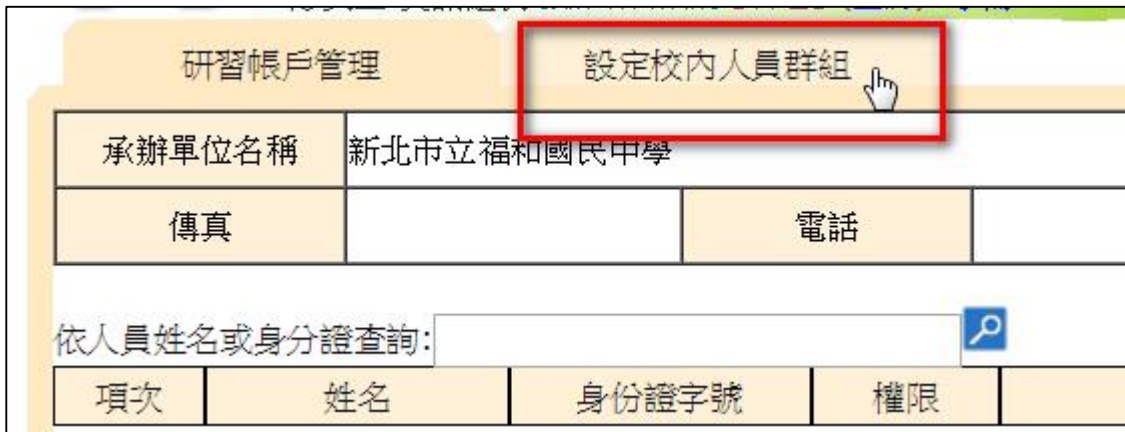 研習帳戶管理 設定校內人員群組
承辦單位名稱 新北市立福和國民中學
傳真 電話
依人員姓名或身分證查詢:
項次 姓名 身份證字號 權限